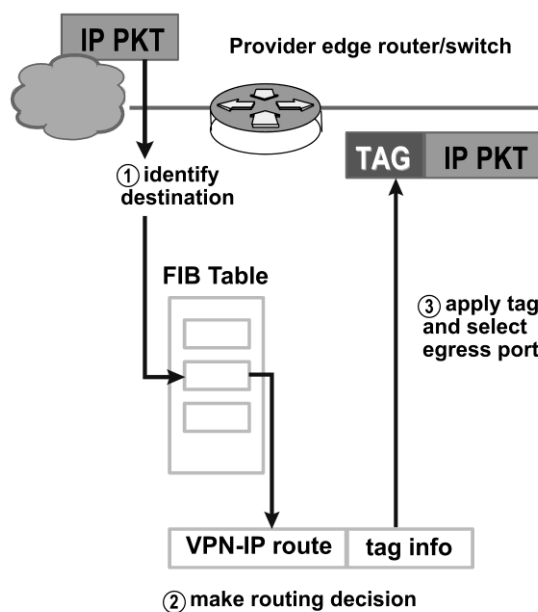 IP PKT
Provider edge router/switch
TAG IP PKT
① identify
destination
FIB Table
③ apply tag
and select
egress port
VPN-IP route tag info
② make routing decision